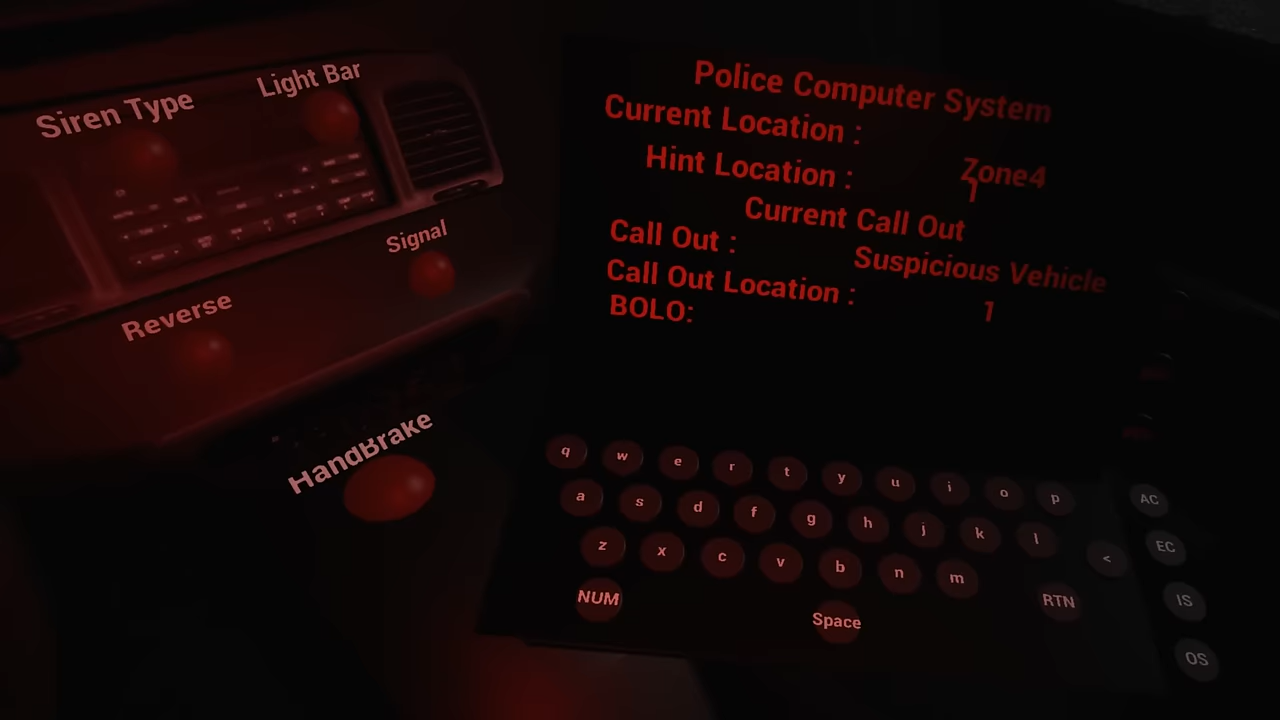 Siren Type
Light Bar
Signal
Reverse
HandBrake
Police Computer System
Current Location :
Hint Location : Zone4
1
Current Call Out
Call Out : Suspicious Vehicle
Call Out Location : 1
BOLO:
q w e r t y u i o p
a s d f g h j k l
z x c v b n m <
NUM Space RTN
AC
EC
IS
OS